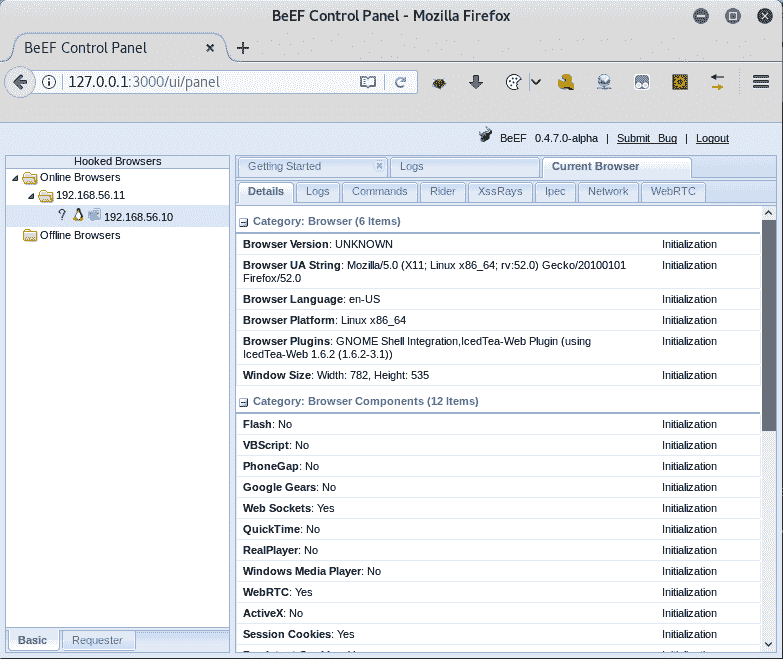 BeEF Control Panel - Mozilla Firefox
BeEF Control Panel
127.0.0.1:3000/ui/panel
BeEF 0.4.7.0-alpha | Submit Bug | Logout
Hooked Browsers
Online Browsers
192.168.56.11
? 192.168.56.10
Offline Browsers
Basic Requester
Getting Started Logs Current Browser
Details Logs Commands Rider XssRays Ipec Network WebRTC
Category: Browser (6 Items)
Browser Version: UNKNOWN Initialization
Browser UA String: Mozilla/5.0 (X11; Linux x86_64; rv:52.0) Gecko/20100101 Initialization
Firefox/52.0
Browser Language: en-US Initialization
Browser Platform: Linux x86_64 Initialization
Browser Plugins: GNOME Shell Integration,IcedTea-Web Plugin (using Initialization
IcedTea-Web 1.6.2 (1.6.2-3.1))
Window Size: Width: 782, Height: 535 Initialization
Category: Browser Components (12 Items)
Flash: No Initialization
VBScript: No Initialization
PhoneGap: No Initialization
Google Gears: No Initialization
Web Sockets: Yes Initialization
QuickTime: No Initialization
RealPlayer: No Initialization
Windows Media Player: No Initialization
WebRTC: Yes Initialization
ActiveX: No Initialization
Session Cookies: Yes Initialization